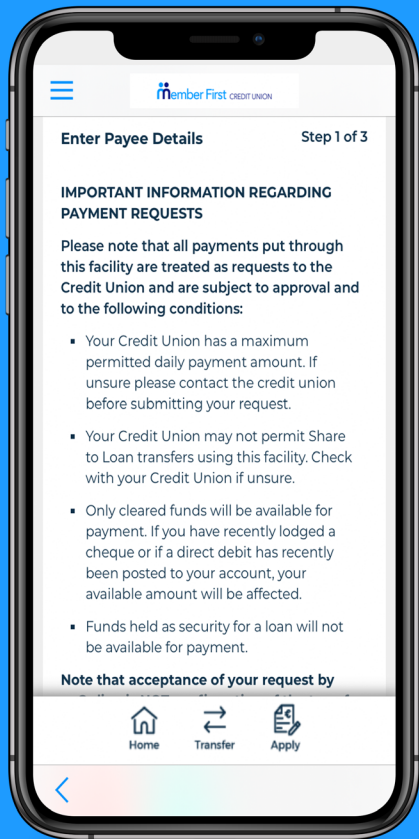 Member First CREDIT UNION
Enter Payee Details Step 1 of 3
IMPORTANT INFORMATION REGARDING
PAYMENT REQUESTS
Please note that all payments put through
this facility are treated as requests to the
Credit Union and are subject to approval and
to the following conditions:
Your Credit Union has a maximum
permitted daily payment amount. If
unsure please contact the credit union
before submitting your request.
Your Credit Union may not permit Share
to Loan transfers using this facility. Check
with your Credit Union if unsure.
Only cleared funds will be available for
payment. If you have recently lodged a
cheque or if a direct debit has recently
been posted to your account, your
available amount will be affected.
Funds held as security for a loan will not
be available for payment.
Note that acceptance of your request by
Home Transfer Apply